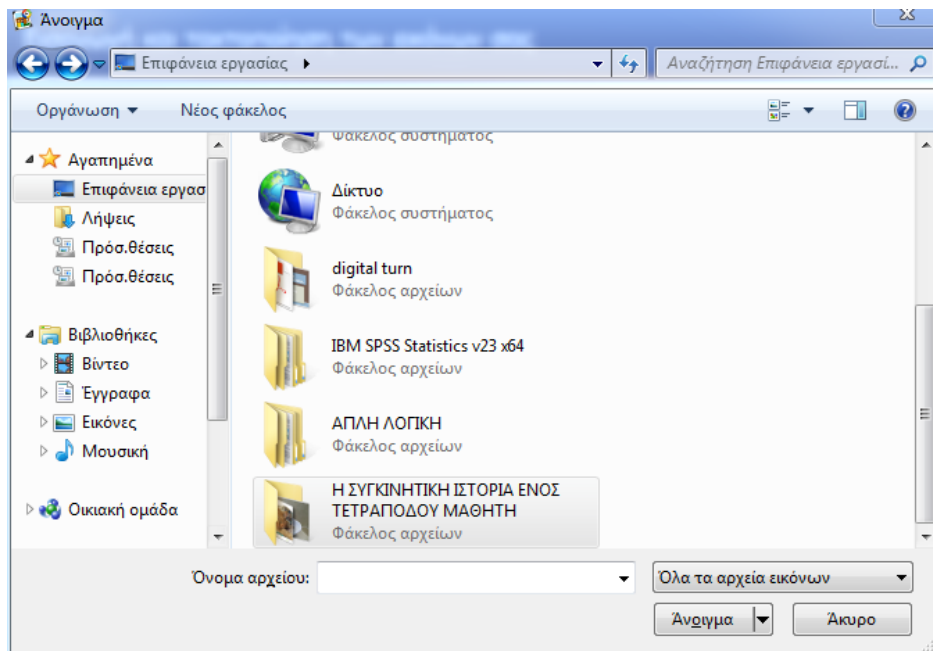 Άνοιγμα
Επιφάνεια εργασίας
Αναζήτηση Επιφάνεια εργασί...
Οργάνωση
Νέος φάκελος
Αγαπημένα
Επιφάνεια εργασ
Λήψεις
Πρόσ.θέσεις
Πρόσ.θέσεις
Βιβλιοθήκες
Βίντεο
Έγγραφα
Εικόνες
Μουσική
Οικιακή ομάδα
Φάκελος συστήματος
Δίκτυο
Φάκελος συστήματος
digital turn
Φάκελος αρχείων
IBM SPSS Statistics v23 x64
Φάκελος αρχείων
ΑΠΛΗ ΛΟΓΙΚΗ
Φάκελος αρχείων
Η ΣΥΓΚΙΝΗΤΙΚΗ ΙΣΤΟΡΙΑ ΕΝΟΣ
ΤΕΤΡΑΠΟΔΟΥ ΜΑΘΗΤΗ
Φάκελος αρχείων
Όνομα αρχείου:
Όλα τα αρχεία εικόνων
Άνοιγμα
Άκυρο